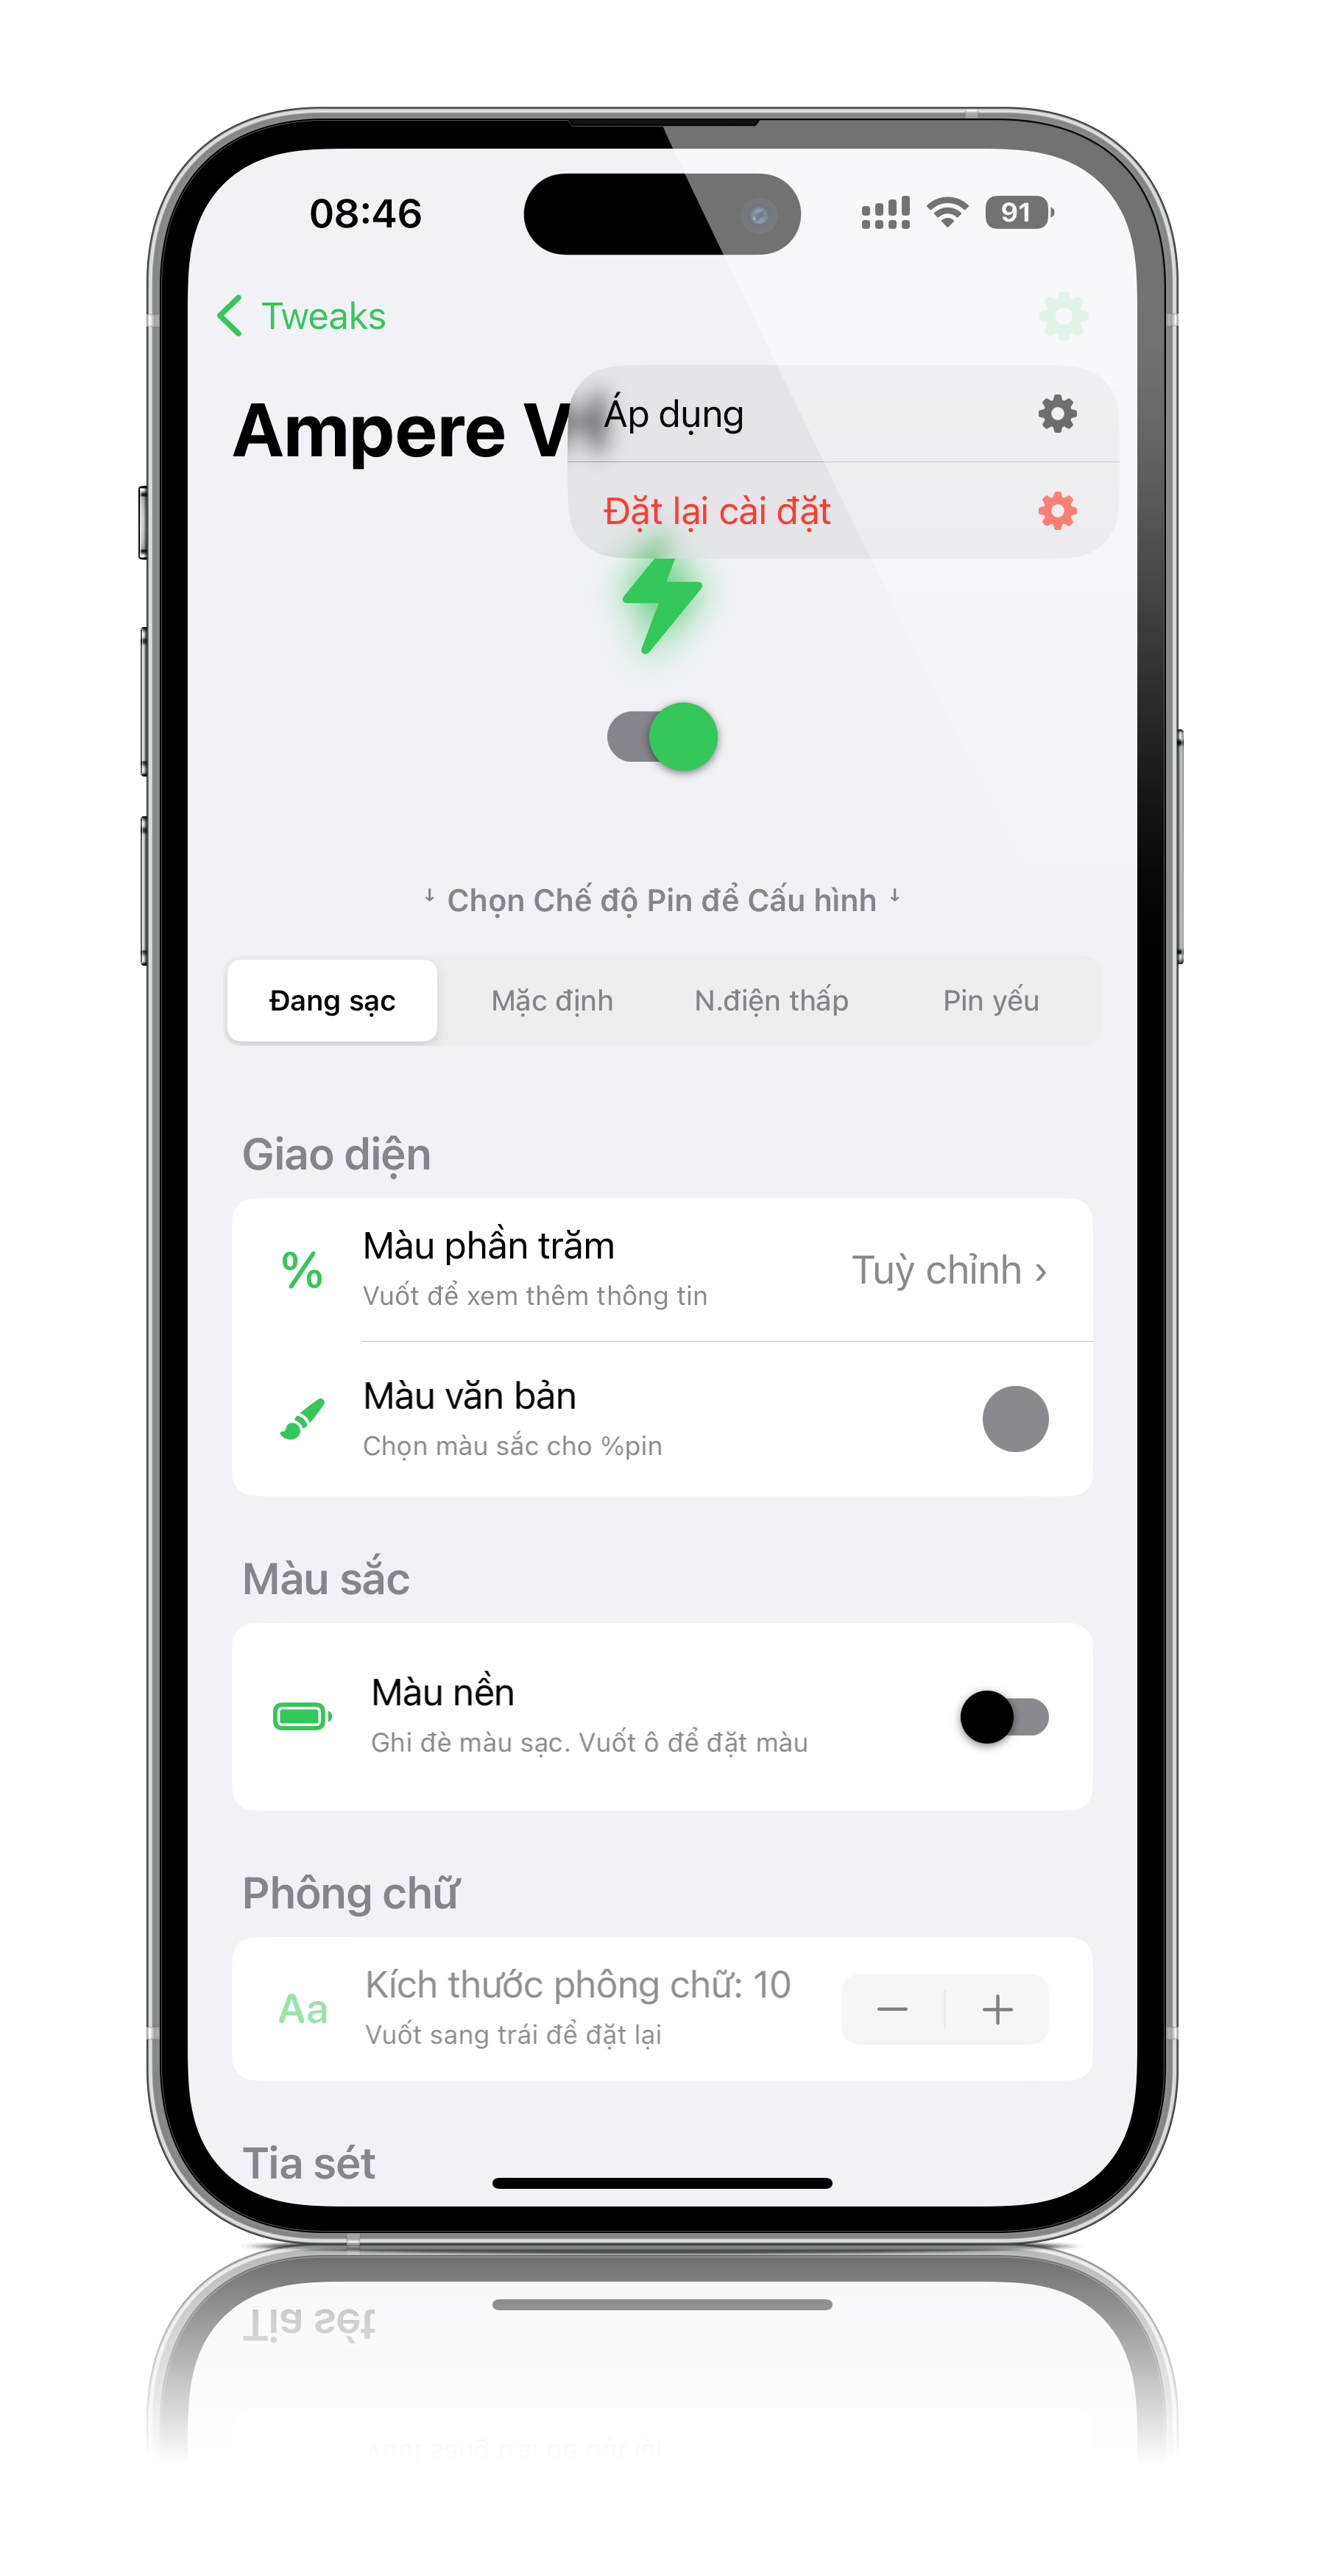 08:46
91
Tweaks
Áp dụng
Ampere V
Đặt lại cài đặt
↓ Chọn Chế độ Pin để Cấu hình ↓
Đang sạc Mặc định N.điện thấp Pin yếu
Giao diện
% Màu phần trăm
Vuốt để xem thêm thông tin
Tuỳ chỉnh ›
Màu văn bản
Chọn màu sắc cho %pin
Màu sắc
Màu nền
Ghi đè màu sạc. Vuốt ô để đặt màu
Phông chữ
Aa Kích thước phông chữ: 10
Vuốt sang trái để đặt lại
Tia sét